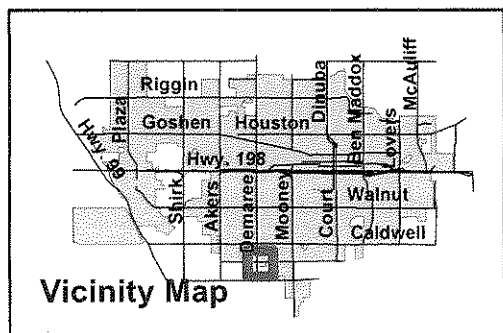 Riggin
Goshen Houston
Hwy. 198
Walnut
Caldwell
Hwy. 99
Plaza
Shirk
Akers
Demaree
Mooney
Court
Dinuba
Ben Maddox
Lovers
McAuliff
Vicinity Map